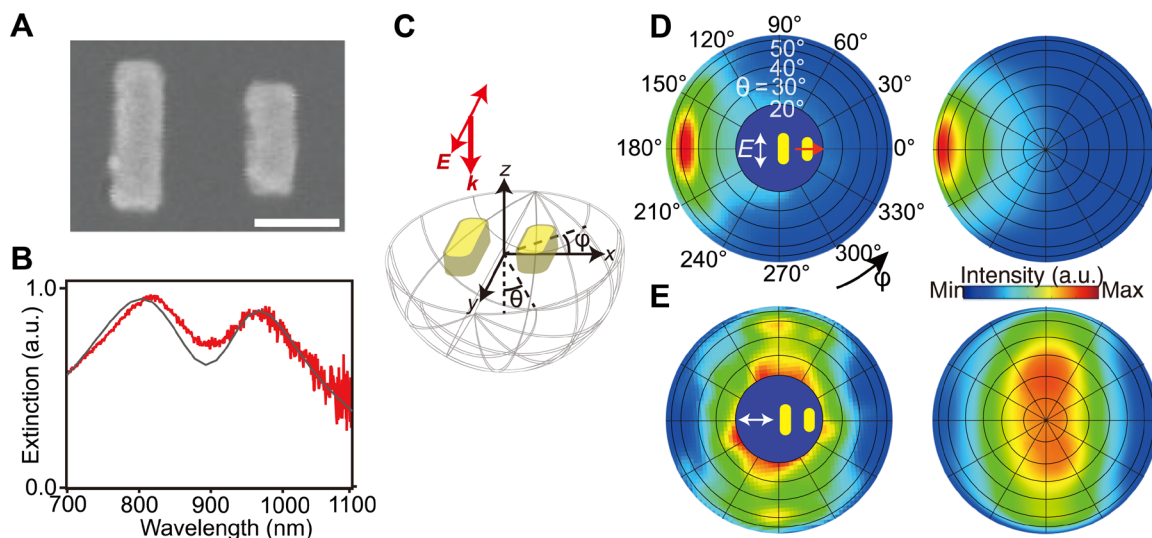 A
B
Extinction (a.u.)
1.0
0.0
700
800
900
1000
1100
Wavelength (nm)
C
E
k
z
φ
x
y
θ
D
90°
120°
60°
50°
40°
150°
30°
θ = 30°
20°
180°
E
0°
210°
330°
240°
300°
270°
φ
Intensity (a.u.)
Min
Max
E